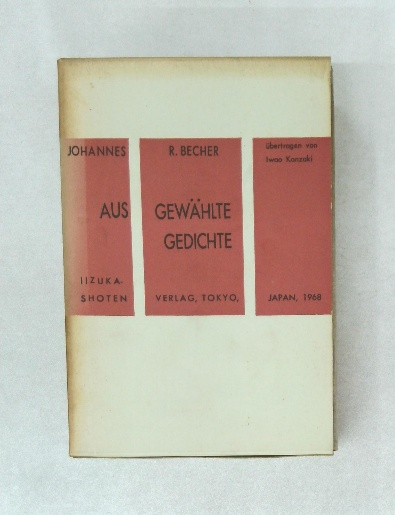 JOHANNES R. BECHER
übertragen von
Iwao Kanzaki
AUS GEWÄHLTE
GEDICHTE
IIZUKA-
SHOTEN VERLAG, TOKYO, JAPAN, 1968